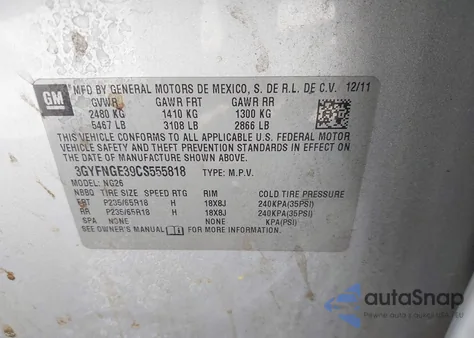 GM
MFD BY GENERAL MOTORS DE MEXICO, S. DE R.L. DE C.V. 12/11
GVWR GAWR FRT GAWR RR
2480 KG 1410 KG 1300 KG
5467 LB 3108 LB 2866 LB
THIS VEHICLE CONFORMS TO ALL APPLICABLE U.S. FEDERAL MOTOR
VEHICLE SAFETY AND THEFT PREVENTION STANDARDS IN EFFECT
ON THE DATE OF MANUFACTURE SHOWN ABOVE.
3GYFNGE39CS555818 TYPE: M.P.V.
MODEL: NG26
NBBQ TIRE SIZE SPEED RTG RIM COLD TIRE PRESSURE
FRT P235/65R18 H 18X8J 240KPA(35PSI)
RR P235/65R18 H 18X8J 240KPA(35PSI)
SPA NONE NONE KPA(PSI)
SEE OWNER'S MANUAL FOR MORE INFORMATION.
autoSnap